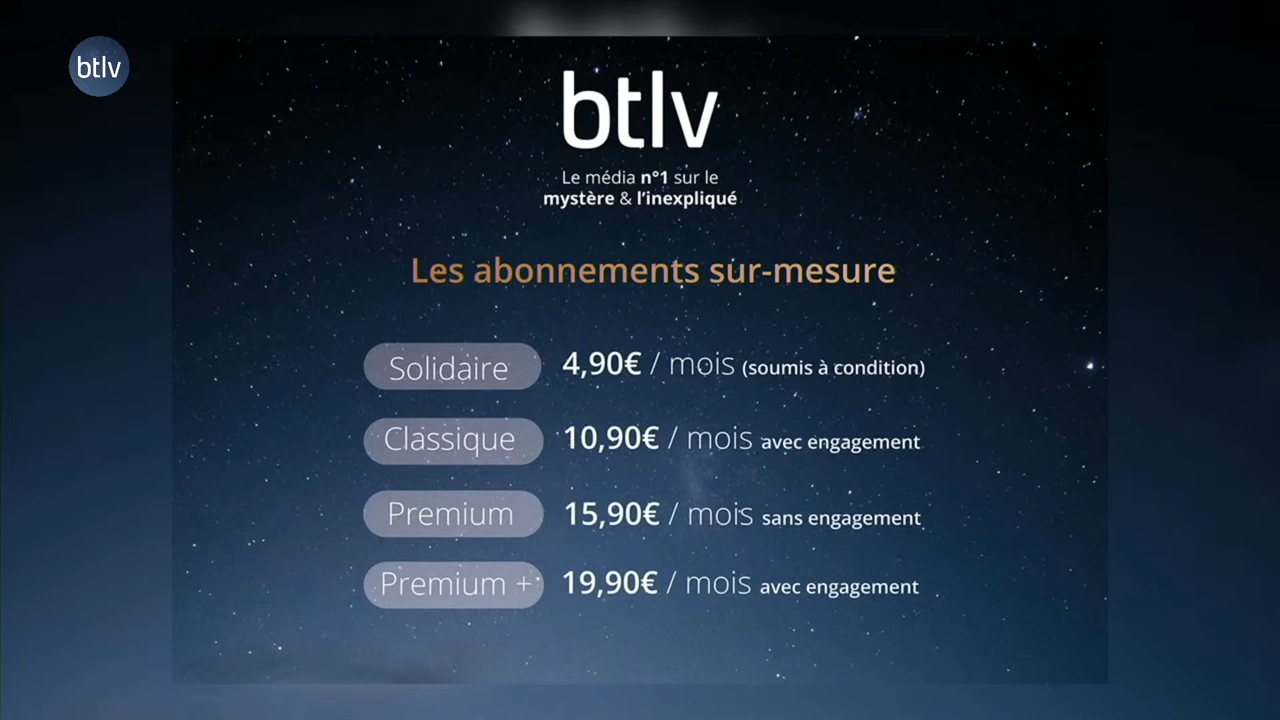 btlv
btlv
Le média n°1 sur le
mystère & l'inexpliqué
Les abonnements sur-mesure
Solidaire 4,90€ / mois (soumis à condition)
Classique 10,90€ / mois avec engagement
Premium 15,90€ / mois sans engagement
Premium + 19,90€ / mois avec engagement